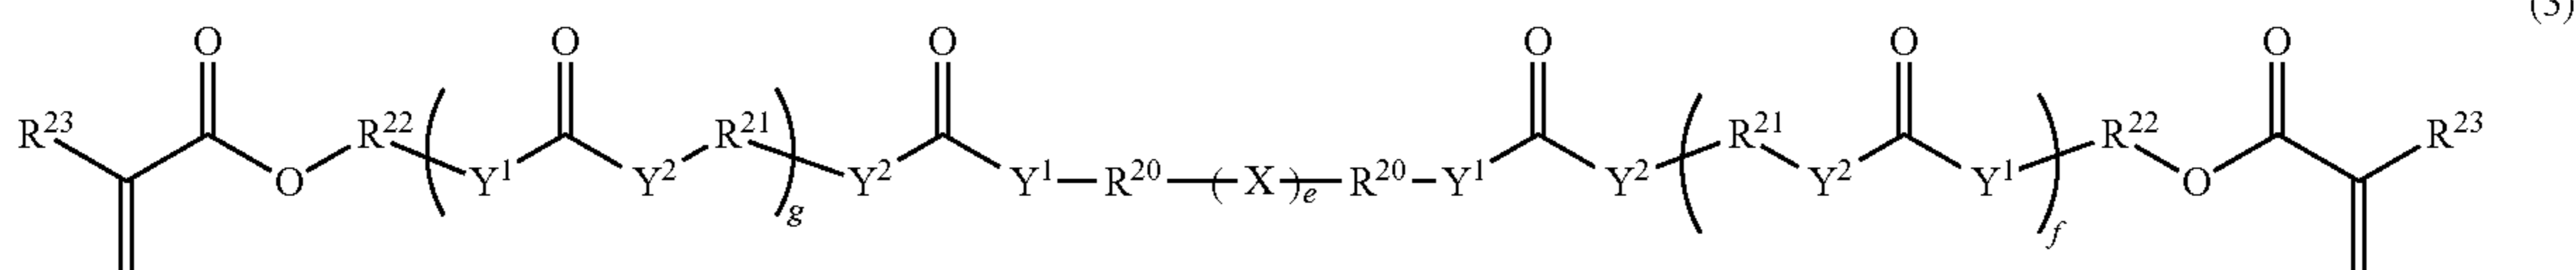 (3)
O O O O O O
R²³ R²² R²¹ R²¹ R²² R²³
O Y¹ Y² Y² Y¹ R²⁰ ( X )e R²⁰ Y¹ Y² Y² Y¹ O
g f